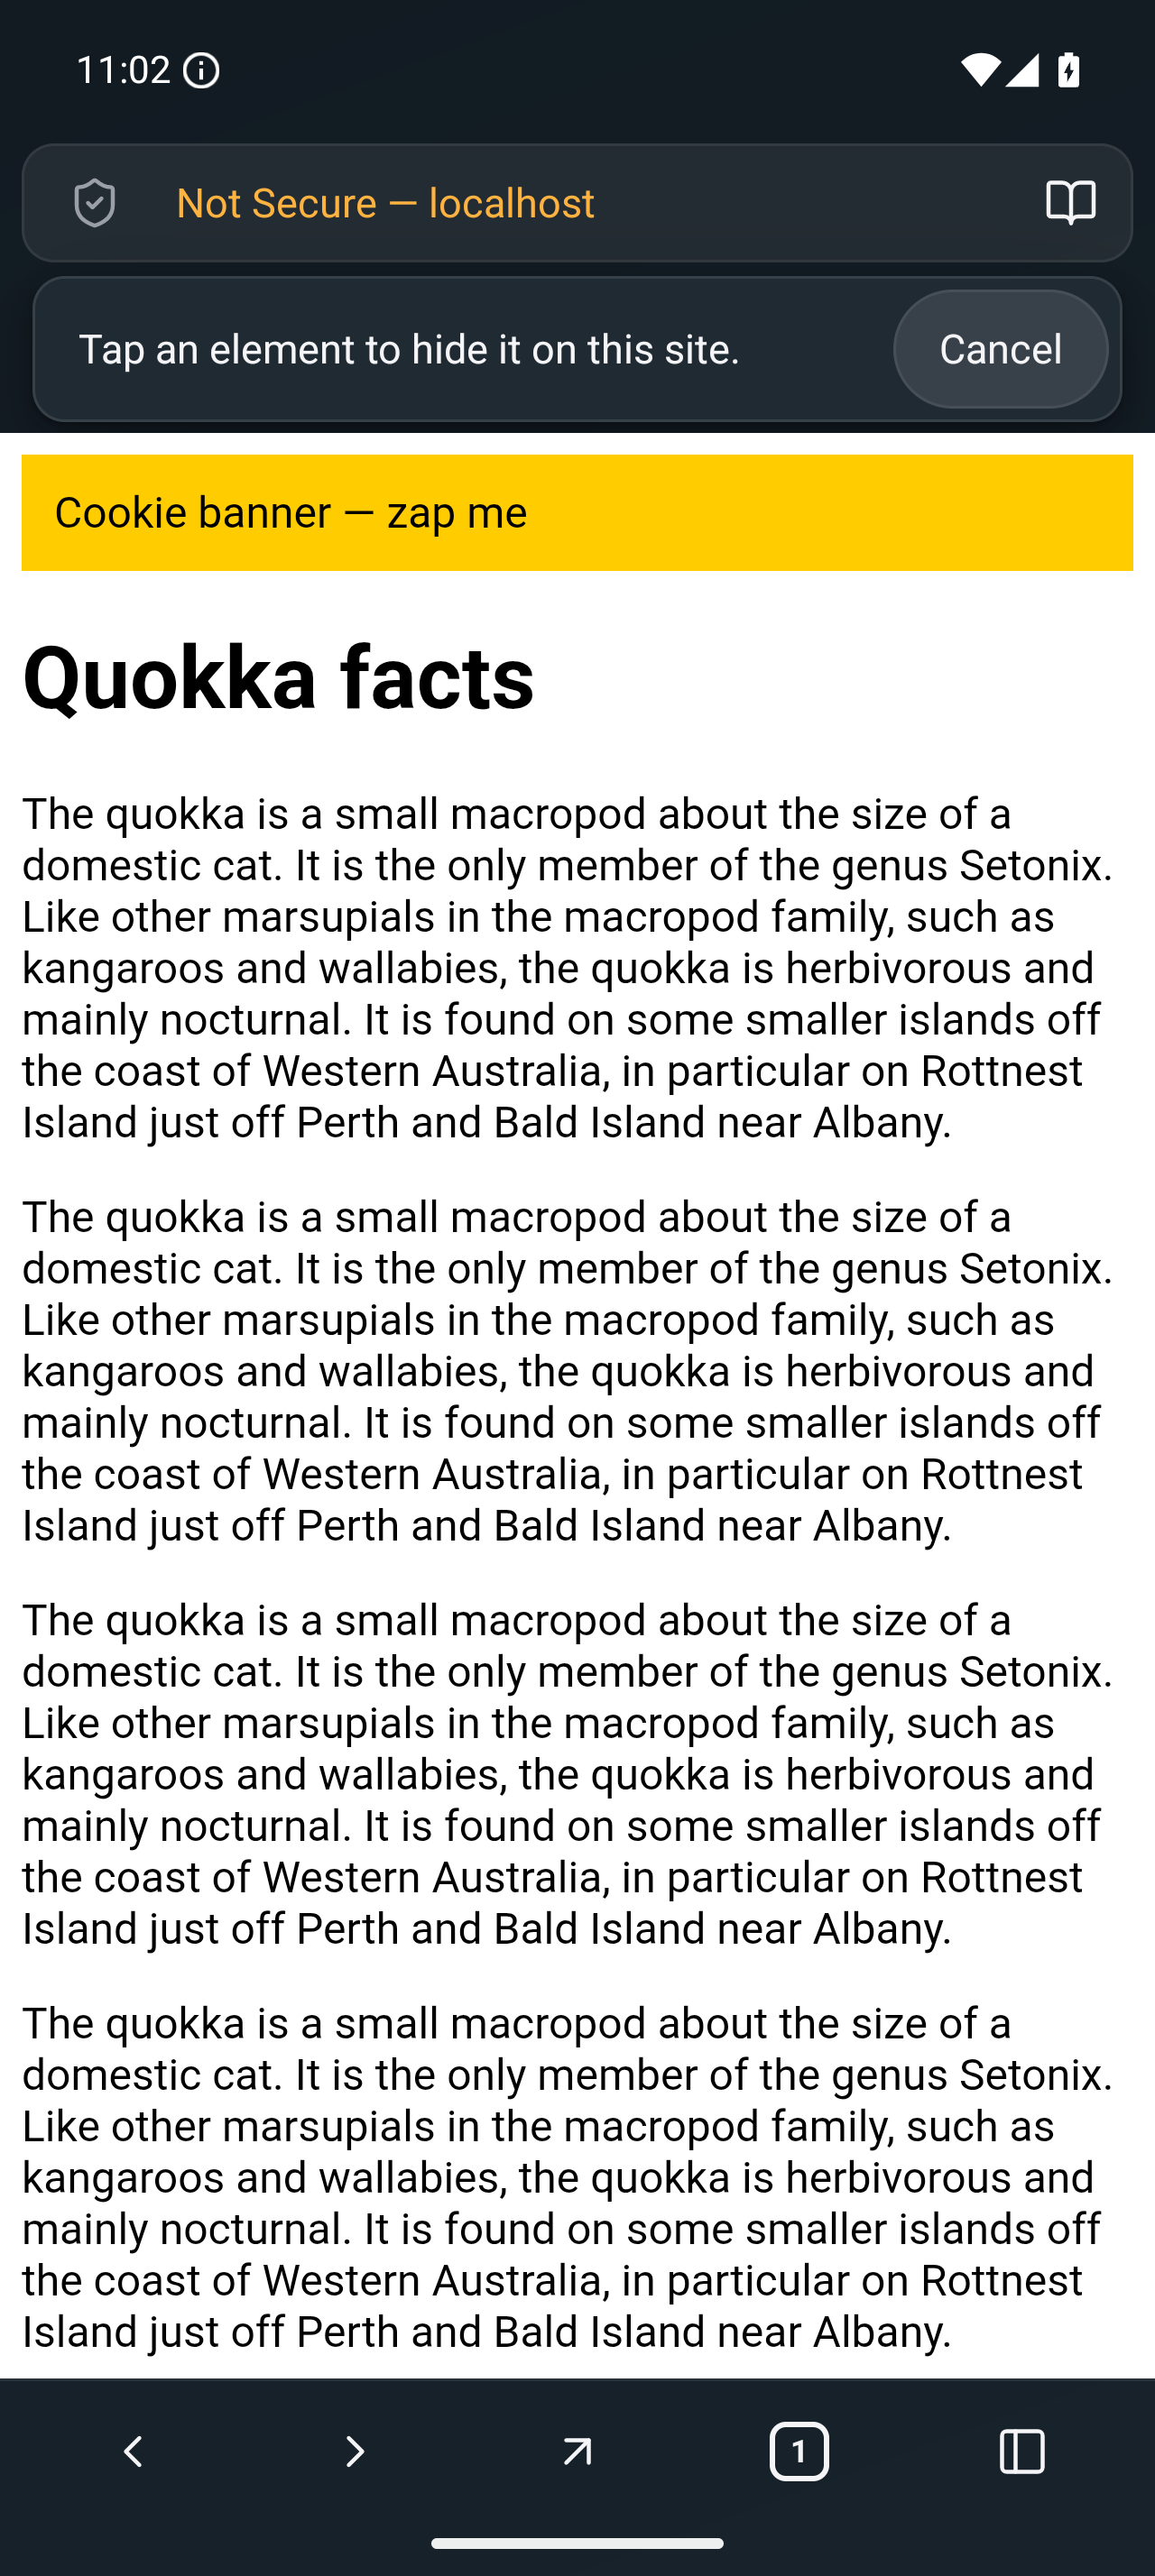 11:02
Not Secure — localhost
Tap an element to hide it on this site.
Cancel
Cookie banner — zap me
Quokka facts
The quokka is a small macropod about the size of a
domestic cat. It is the only member of the genus Setonix.
Like other marsupials in the macropod family, such as
kangaroos and wallabies, the quokka is herbivorous and
mainly nocturnal. It is found on some smaller islands off
the coast of Western Australia, in particular on Rottnest
Island just off Perth and Bald Island near Albany.
The quokka is a small macropod about the size of a
domestic cat. It is the only member of the genus Setonix.
Like other marsupials in the macropod family, such as
kangaroos and wallabies, the quokka is herbivorous and
mainly nocturnal. It is found on some smaller islands off
the coast of Western Australia, in particular on Rottnest
Island just off Perth and Bald Island near Albany.
The quokka is a small macropod about the size of a
domestic cat. It is the only member of the genus Setonix.
Like other marsupials in the macropod family, such as
kangaroos and wallabies, the quokka is herbivorous and
mainly nocturnal. It is found on some smaller islands off
the coast of Western Australia, in particular on Rottnest
Island just off Perth and Bald Island near Albany.
The quokka is a small macropod about the size of a
domestic cat. It is the only member of the genus Setonix.
Like other marsupials in the macropod family, such as
kangaroos and wallabies, the quokka is herbivorous and
mainly nocturnal. It is found on some smaller islands off
the coast of Western Australia, in particular on Rottnest
Island just off Perth and Bald Island near Albany.
1